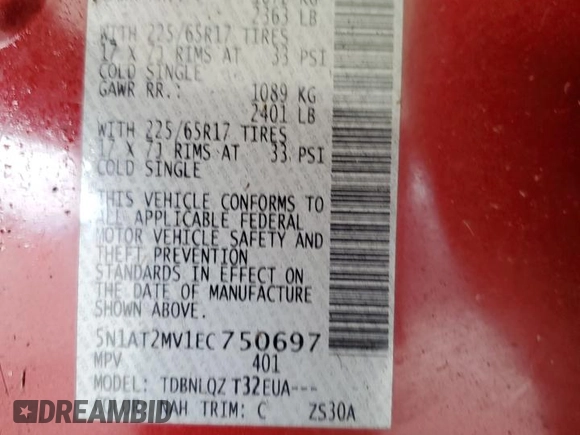 2363 LB
WITH 225/65R17 TIRES
17 X 7J RIMS AT 33 PSI
COLD SINGLE
GAWR RR.: 1089 KG
2401 LB
WITH 225/65R17 TIRES
17 X 7J RIMS AT 33 PSI
COLD SINGLE
THIS VEHICLE CONFORMS TO
ALL APPLICABLE FEDERAL
MOTOR VEHICLE SAFETY AND
THEFT PREVENTION
STANDARDS IN EFFECT ON
THE DATE OF MANUFACTURE
SHOWN ABOVE.
5N1AT2MV1EC750697
MPV 401
MODEL: TDBNLQZ T32EUA---
NAH TRIM: C ZS30A
DIDABID.COM